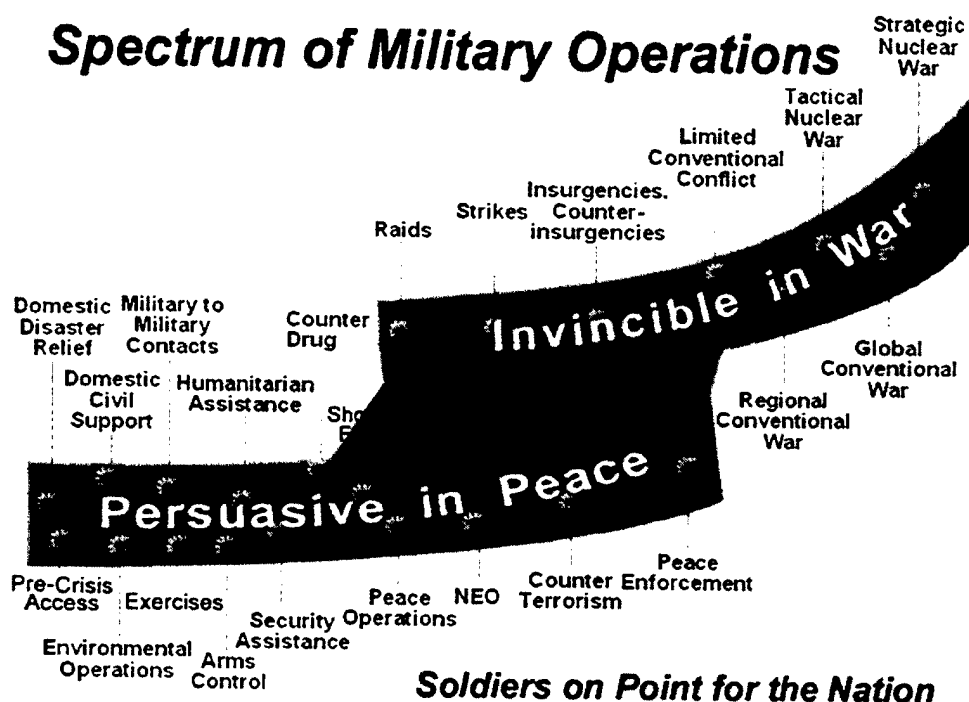 Spectrum of Military Operations
Strategic
Nuclear
War
Tactical
Nuclear
War
Limited
Conventional
Conflict
Insurgencies.
Counter-
insurgencies
Strikes
Raids
Counter
Drug
Military to
Military
Contacts
Domestic
Disaster
Relief
Domestic
Civil
Support
Humanitarian
Assistance
Invincible in War
Persuasive in Peace
Global
Conventional
War
Regional
Conventional
War
Pre-Crisis
Access
Environmental
Operations
Exercises
Arms
Control
Security
Assistance
Peace
Operations
NEO
Counter
Terrorism
Peace
Enforcement
Soldiers on Point for the Nation